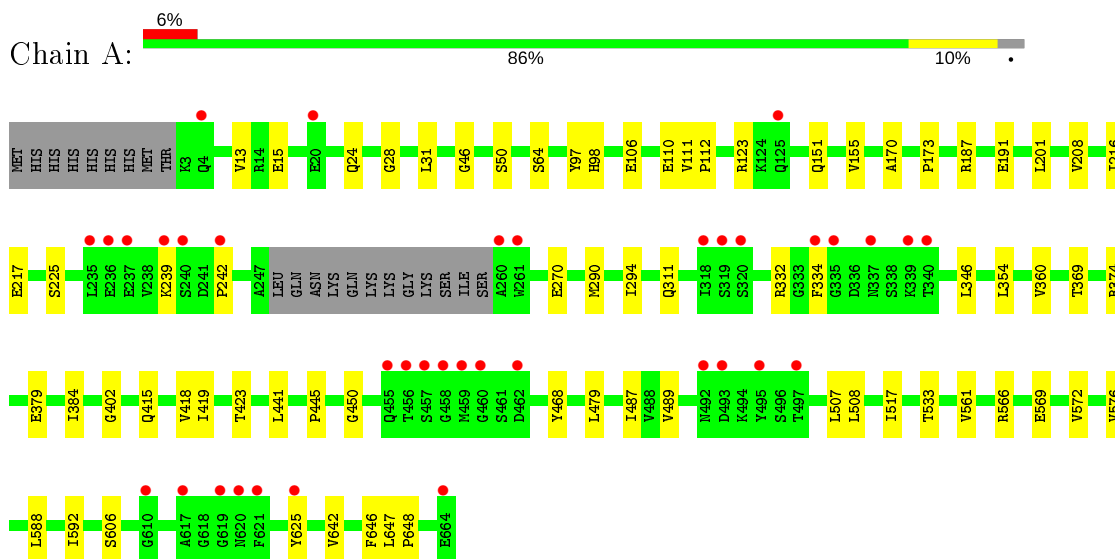 6%
Chain A:
86% 10% •
MET HIS HIS HIS HIS HIS HIS MET THR K3 Q4 V13 R14 E15 E20 Q24 G28 L31 G46 S50 S64 Y97 H98 E106 E110 V111 P112 R123 K124 Q125 Q151 V155 A170 P173 R187 E191 L201 V208 I216
E217 S225 L235 E236 E237 V238 K239 S240 D241 P242 A247 LEU GLN ASN LYS GLN LYS LYS GLY LYS SER ILE SER A260 W261 E270 M290 I294 Q311 I318 S319 S320 R332 G333 F334 G335 D336 N337 S338 K339 T340 L346 L354 V360 T369 R374
E379 I384 G402 Q415 V418 I419 T423 L441 P445 G450 Q455 T456 S457 G458 M459 G460 S461 D462 Y468 L479 I487 V488 V489 N492 D493 K494 Y495 S496 T497 L507 L508 I517 T533 V561 R566 E569 V572 V576
L588 I592 S606 G610 A617 G618 G619 N620 F621 Y625 V642 F646 L647 P648 E664